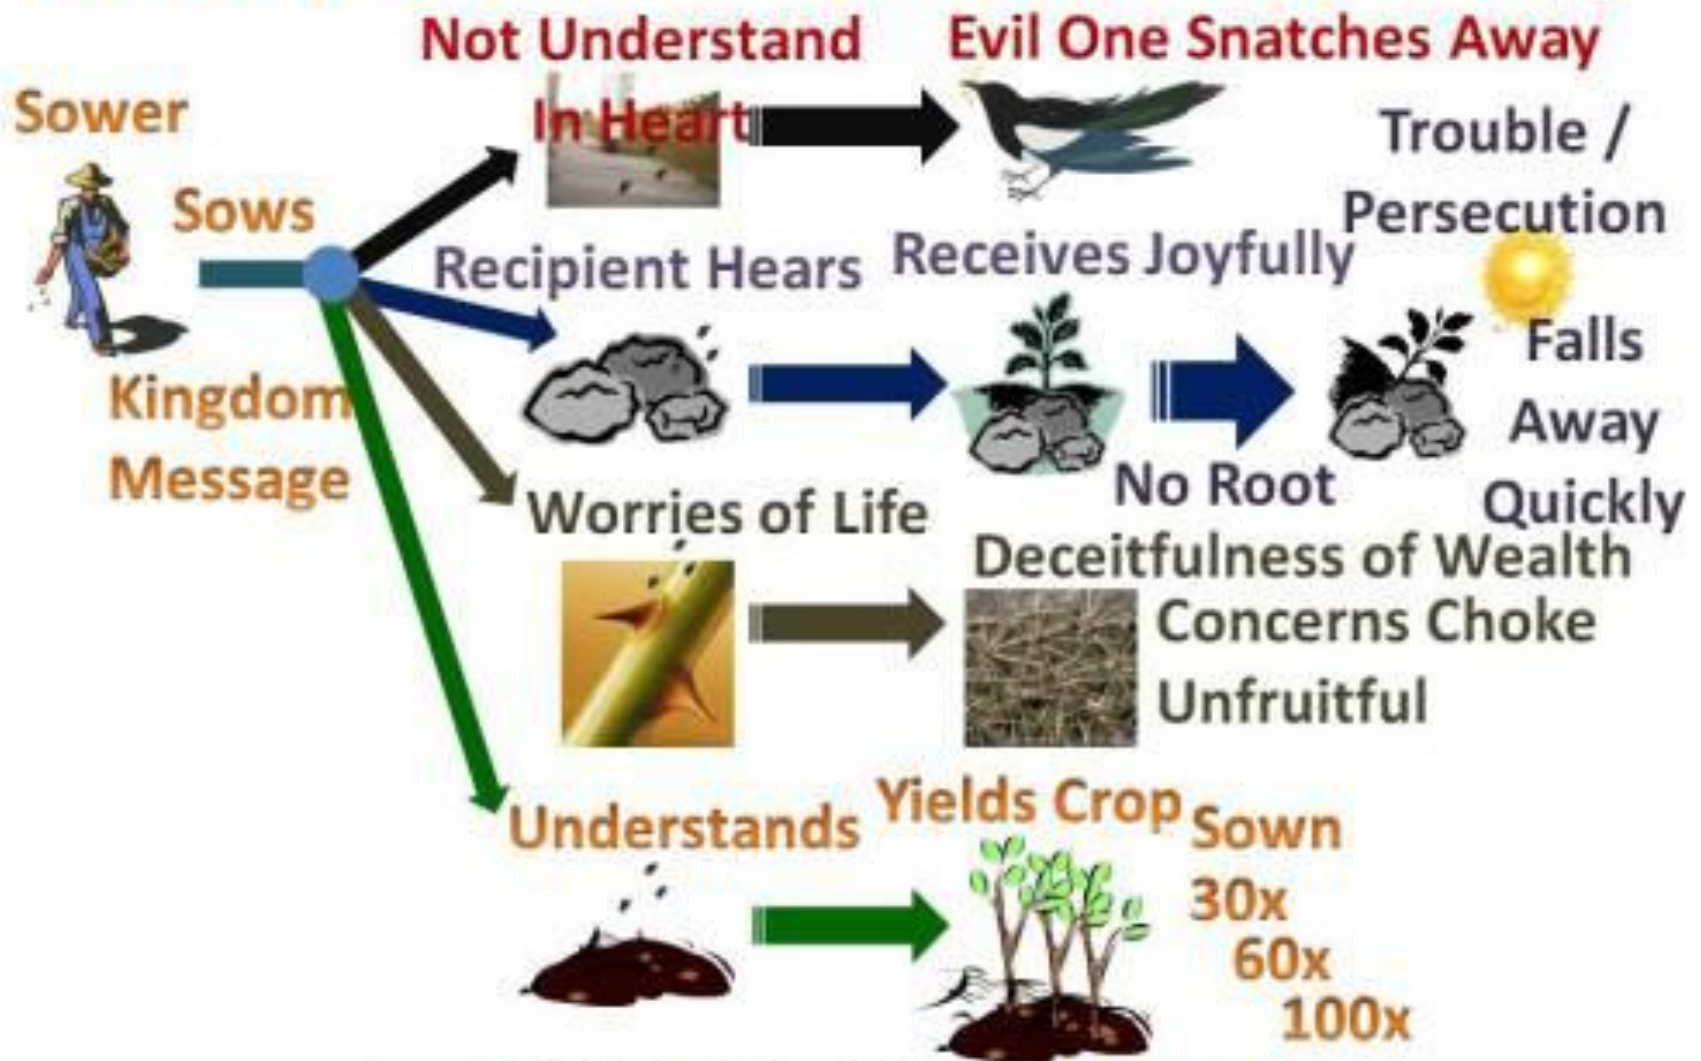 Sower
Sows
Kingdom
Message
Not Understand
In Heart
Evil One Snatches Away
Recipient Hears
Receives Joyfully
No Root
Trouble /
Persecution
Falls
Away
Quickly
Worries of Life
Deceitfulness of Wealth
Concerns Choke
Unfruitful
Understands
Yields Crop
Sown
30x
60x
100x